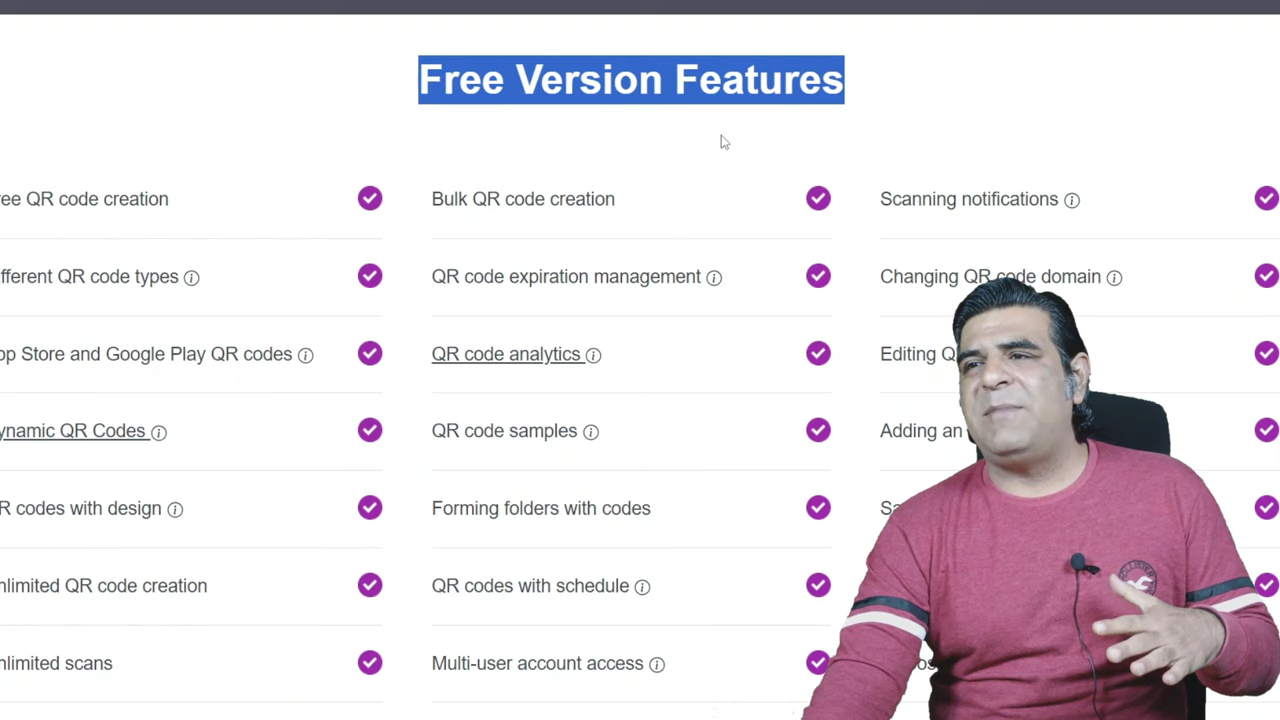 Free Version Features
ree QR code creation
Bulk QR code creation
Scanning notifications
fferent QR code types
QR code expiration management
Changing QR code domain
pp Store and Google Play QR codes
QR code analytics
Editing Q
ynamic QR Codes
QR code samples
Adding an
R codes with design
Forming folders with codes
nlimited QR code creation
QR codes with schedule
nlimited scans
Multi-user account access